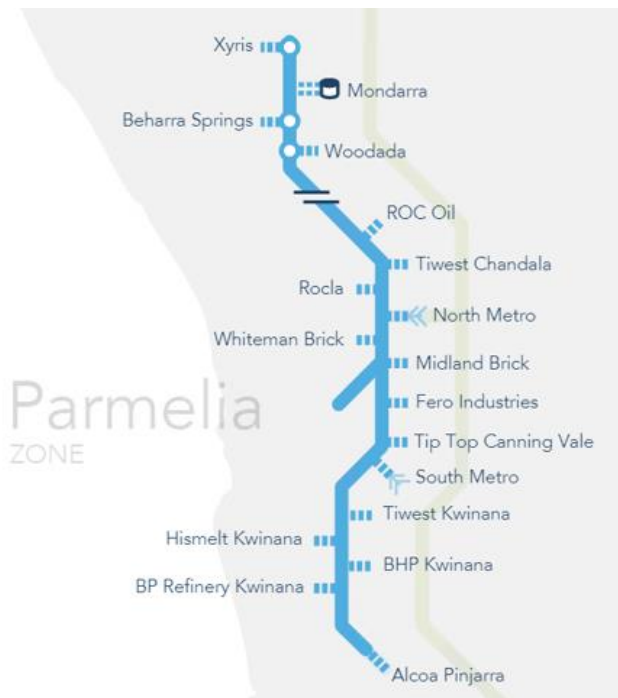 Xyris
Mondarra
Beharra Springs
Woodada
ROC Oil
Tiwest Chandala
Rocla
North Metro
Whiteman Brick
Midland Brick
Parmelia
ZONE
Fero Industries
Tip Top Canning Vale
South Metro
Tiwest Kwinana
Hismelt Kwinana
BHP Kwinana
BP Refinery Kwinana
Alcoa Pinjarra